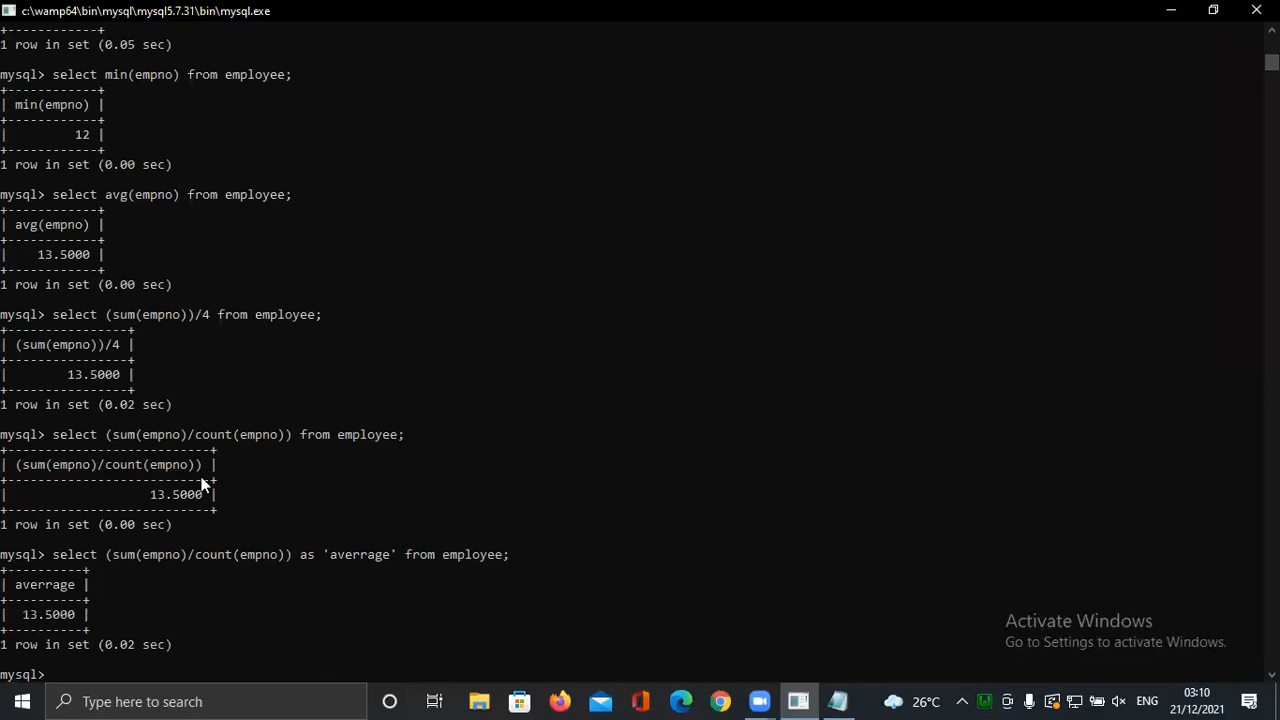 c:\wamp64\bin\mysql\mysql5.7.31\bin\mysql.exe
+------------+
1 row in set (0.05 sec)
mysql> select min(empno) from employee;
+------------+
| min(empno) |
+------------+
|         12 |
+------------+
1 row in set (0.00 sec)
mysql> select avg(empno) from employee;
+------------+
| avg(empno) |
+------------+
|    13.5000 |
+------------+
1 row in set (0.00 sec)
mysql> select (sum(empno))/4 from employee;
+----------------+
| (sum(empno))/4 |
+----------------+
|        13.5000 |
+----------------+
1 row in set (0.02 sec)
mysql> select (sum(empno)/count(empno)) from employee;
+---------------------------+
| (sum(empno)/count(empno)) |
+---------------------------+
|                   13.5000 |
+---------------------------+
1 row in set (0.00 sec)
mysql> select (sum(empno)/count(empno)) as 'averrage' from employee;
+----------+
| averrage |
+----------+
|  13.5000 |
+----------+
1 row in set (0.02 sec)
mysql>
Activate Windows
Go to Settings to activate Windows.
Type here to search
26°C
ENG
03:10
21/12/2021